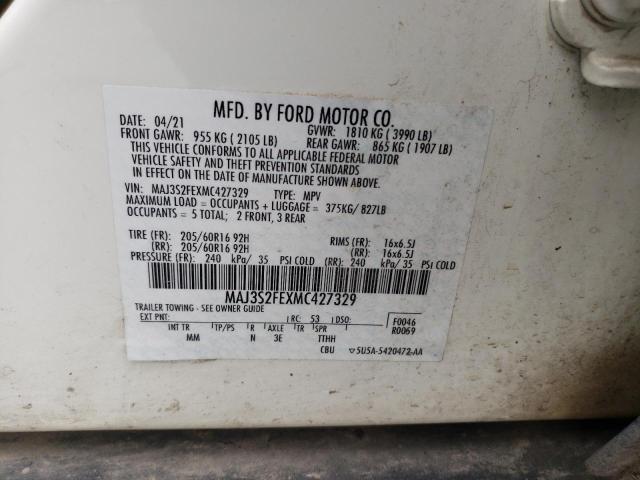 MFD. BY FORD MOTOR CO.
DATE: 04/21 GVWR: 1810 KG (3990 LB)
FRONT GAWR: 955 KG (2105 LB) REAR GAWR: 865 KG (1907 LB)
THIS VEHICLE CONFORMS TO ALL APPLICABLE FEDERAL MOTOR
VEHICLE SAFETY AND THEFT PREVENTION STANDARDS
IN EFFECT ON THE DATE OF MANUFACTURE SHOWN ABOVE.
VIN: MAJ3S2FEXMC427329 TYPE: MPV
MAXIMUM LOAD = OCCUPANTS + LUGGAGE = 375KG/ 827LB
OCCUPANTS = 5 TOTAL; 2 FRONT, 3 REAR
TIRE (FR): 205/60R16 92H RIMS (FR): 16x6.5J
(RR): 205/60R16 92H (RR): 16x6.5J
PRESSURE (FR): 240 kPa/ 35 PSI COLD (RR): 240 kPa/ 35 PSI COLD
MAJ3S2FEXMC427329
TRAILER TOWING - SEE OWNER GUIDE
EXT PNT: RC: 53 DSO: F0046
INT TR TP/PS R AXLE TR SPR R0069
MM N 3E TTHH
CBU 5U5A-5420472-AA